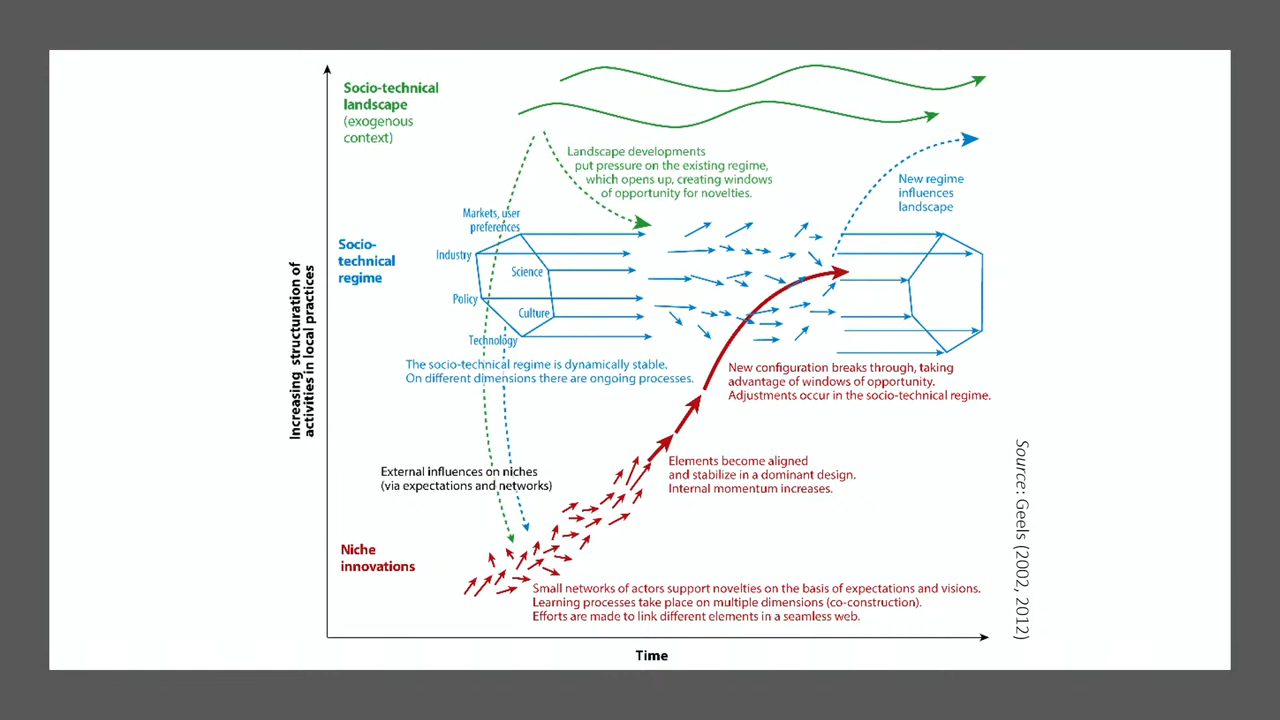 Socio-technical
landscape
(exogenous
context)
Landscape developments
put pressure on the existing regime,
which opens up, creating windows
of opportunity for novelties.
New regime
influences
landscape
Markets, user
preferences
Socio-
technical
regime
Industry
Science
Policy
Culture
Technology
The socio-technical regime is dynamically stable.
On different dimensions there are ongoing processes.
New configuration breaks through, taking
advantage of windows of opportunity.
Adjustments occur in the socio-technical regime.
Increasing structuration of
activities in local practices
External influences on niches
(via expectations and networks)
Elements become aligned
and stabilize in a dominant design.
Internal momentum increases.
Source: Geels (2002, 2012)
Niche
innovations
Small networks of actors support novelties on the basis of expectations and visions.
Learning processes take place on multiple dimensions (co-construction).
Efforts are made to link different elements in a seamless web.
Time